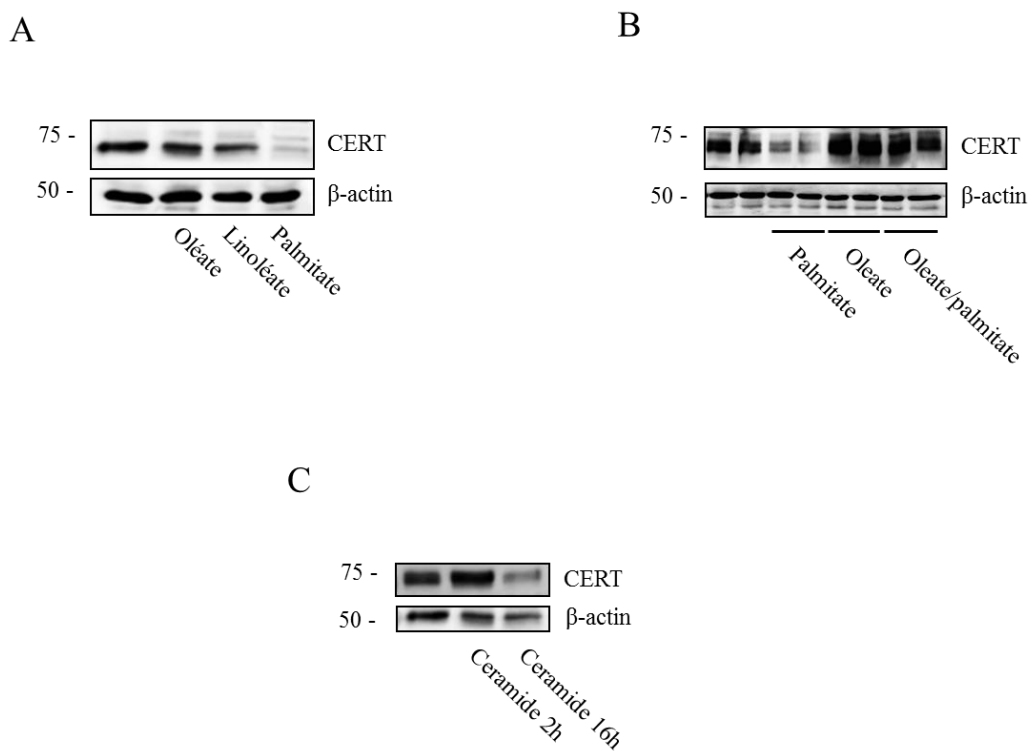 A
75 -
CERT
50 -
β-actin
Oléate
Linoléate
Palmitate
B
75 -
CERT
50 -
β-actin
Palmitate
Oleate
Oleate/palmitate
C
75 -
CERT
50 -
β-actin
Ceramide 2h
Ceramide 16h